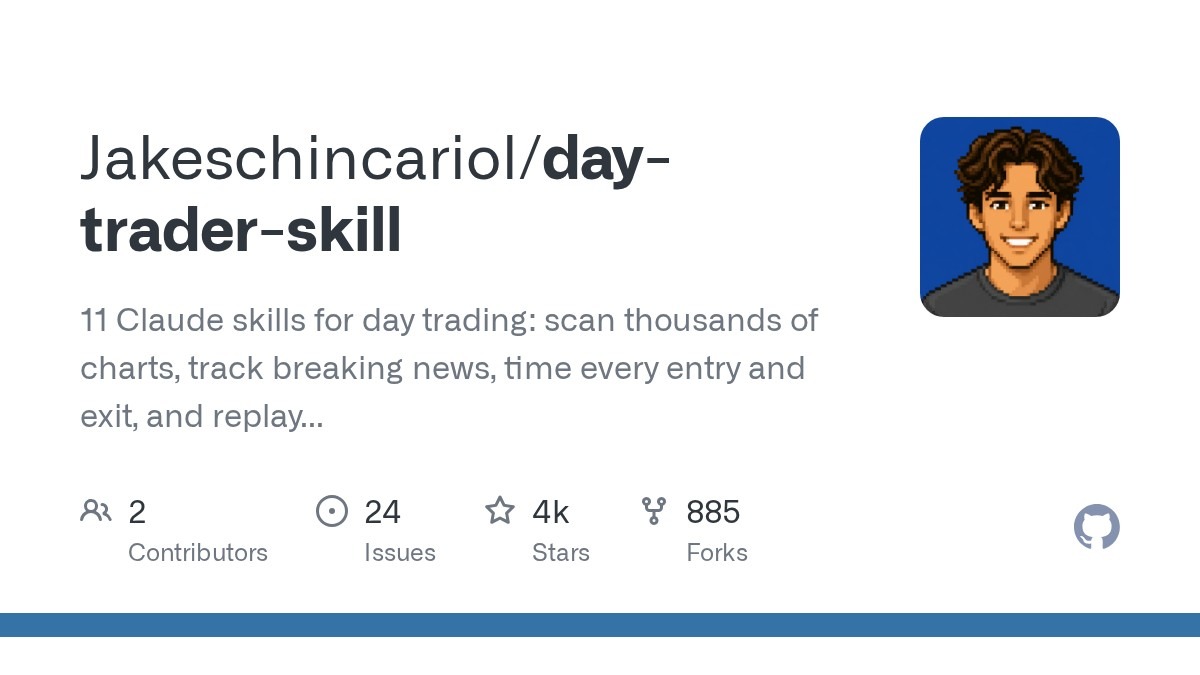 Jakeschincariol/day-
trader-skill
11 Claude skills for day trading: scan thousands of
charts, track breaking news, time every entry and
exit, and replay...
2 24 4k 885
Contributors Issues Stars Forks